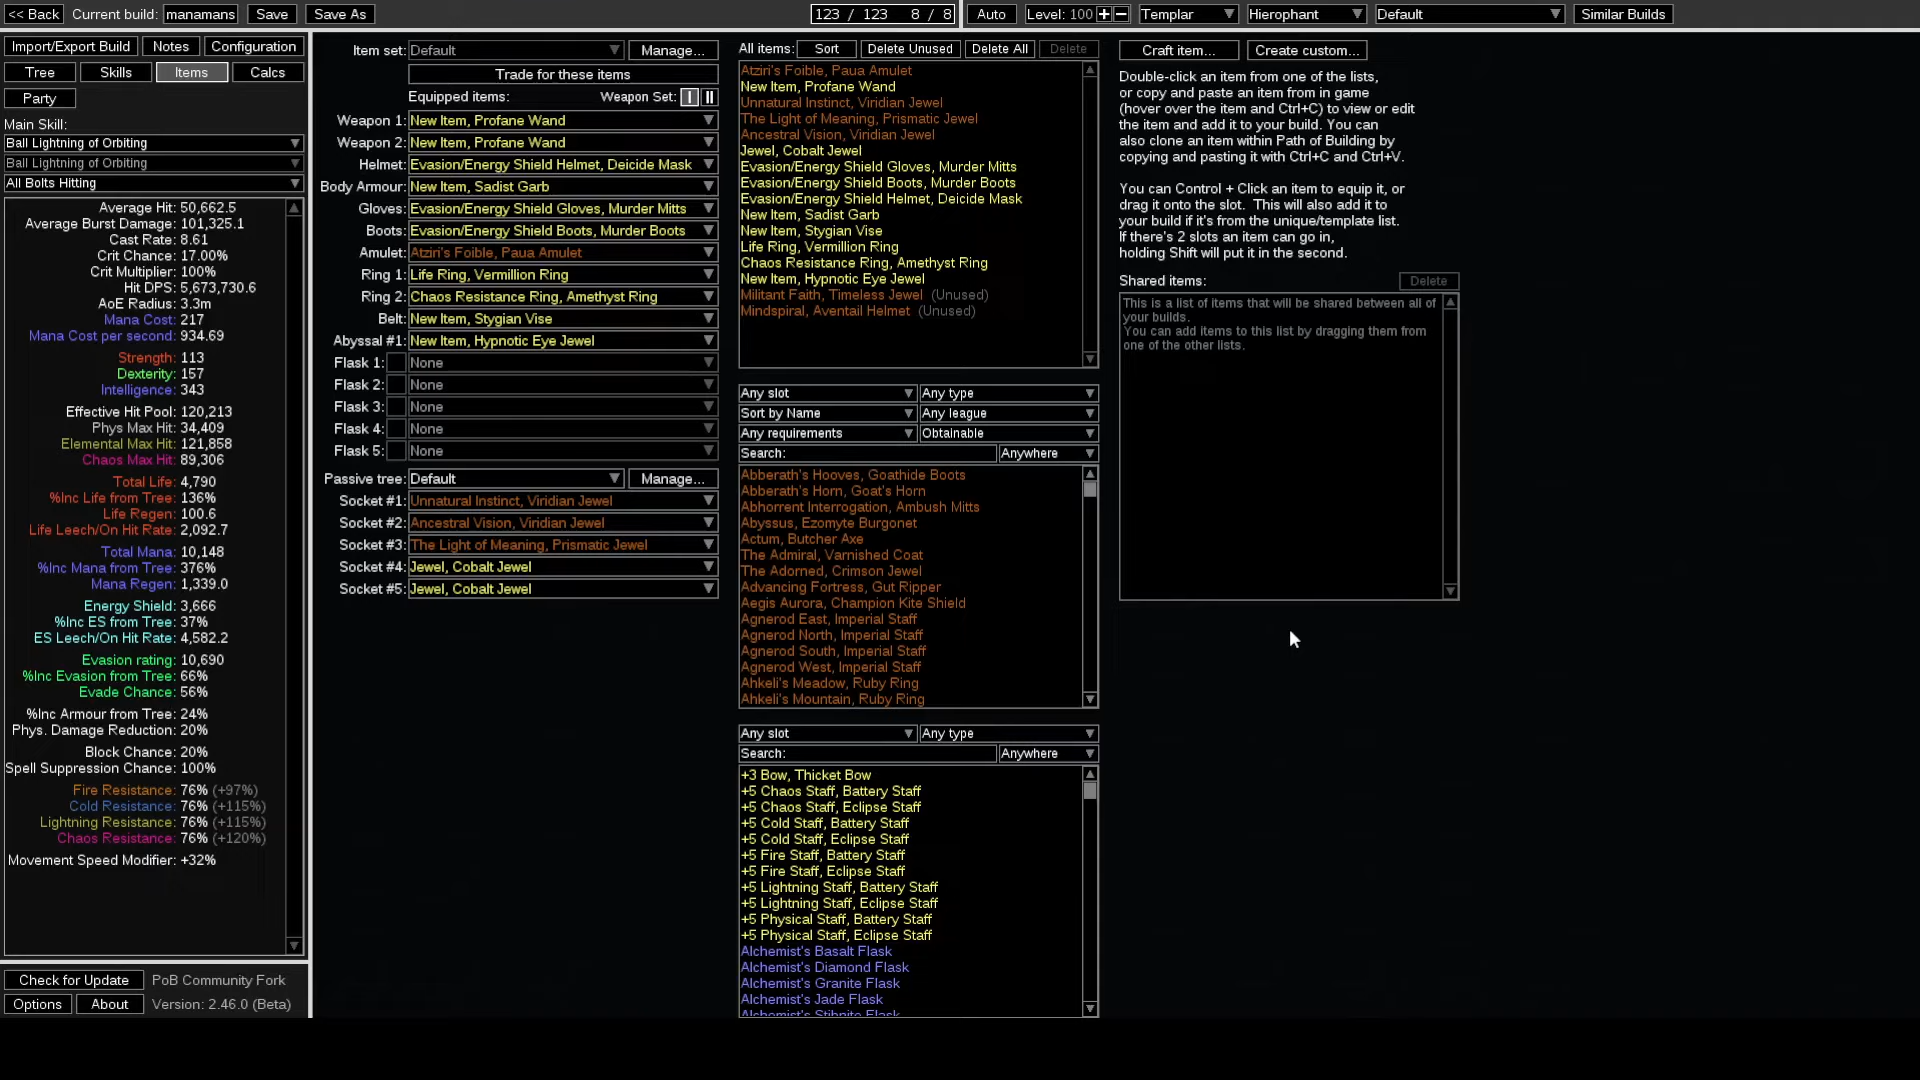 << Back Current build: manamans Save Save As 123 / 123 8 / 8 Auto Level: 100 + - Templar Hierophant Default Similar Builds
Import/Export Build Notes Configuration
Tree Skills Items Calcs
Party
Main Skill:
Ball Lightning of Orbiting
Ball Lightning of Orbiting
All Bolts Hitting
Average Hit: 50,662.5
Average Burst Damage: 101,325.1
Cast Rate: 8.61
Crit Chance: 17.00%
Crit Multiplier: 100%
Hit DPS: 5,673,730.6
AoE Radius: 3.3m
Mana Cost: 217
Mana Cost per second: 934.69
Strength: 113
Dexterity: 157
Intelligence: 343
Effective Hit Pool: 120,213
Phys Max Hit: 34,409
Elemental Max Hit: 121,858
Chaos Max Hit: 89,306
Total Life: 4,790
%Inc Life from Tree: 136%
Life Regen: 100.6
Life Leech/On Hit Rate: 2,092.7
Total Mana: 10,148
%Inc Mana from Tree: 376%
Mana Regen: 1,339.0
Energy Shield: 3,666
%Inc ES from Tree: 37%
ES Leech/On Hit Rate: 4,582.2
Evasion rating: 10,690
%Inc Evasion from Tree: 66%
Evade Chance: 56%
%Inc Armour from Tree: 24%
Phys. Damage Reduction: 20%
Block Chance: 20%
Spell Suppression Chance: 100%
Fire Resistance: 76% (+97%)
Cold Resistance: 76% (+115%)
Lightning Resistance: 76% (+115%)
Chaos Resistance: 76% (+120%)
Movement Speed Modifier: +32%
Check for Update PoB Community Fork
Options About Version: 2.46.0 (Beta)
Item set: Default Manage...
Trade for these items
Equipped items: Weapon Set: I II
Weapon 1: New Item, Profane Wand
Weapon 2: New Item, Profane Wand
Helmet: Evasion/Energy Shield Helmet, Deicide Mask
Body Armour: New Item, Sadist Garb
Gloves: Evasion/Energy Shield Gloves, Murder Mitts
Boots: Evasion/Energy Shield Boots, Murder Boots
Amulet: Atziri's Foible, Paua Amulet
Ring 1: Life Ring, Vermillion Ring
Ring 2: Chaos Resistance Ring, Amethyst Ring
Belt: New Item, Stygian Vise
Abyssal #1: New Item, Hypnotic Eye Jewel
Flask 1: None
Flask 2: None
Flask 3: None
Flask 4: None
Flask 5: None
Passive tree: Default Manage...
Socket #1: Unnatural Instinct, Viridian Jewel
Socket #2: Ancestral Vision, Viridian Jewel
Socket #3: The Light of Meaning, Prismatic Jewel
Socket #4: Jewel, Cobalt Jewel
Socket #5: Jewel, Cobalt Jewel
All items: Sort Delete Unused Delete All Delete
Atziri's Foible, Paua Amulet
New Item, Profane Wand
Unnatural Instinct, Viridian Jewel
The Light of Meaning, Prismatic Jewel
Ancestral Vision, Viridian Jewel
Jewel, Cobalt Jewel
Evasion/Energy Shield Gloves, Murder Mitts
Evasion/Energy Shield Boots, Murder Boots
Evasion/Energy Shield Helmet, Deicide Mask
New Item, Sadist Garb
New Item, Stygian Vise
Life Ring, Vermillion Ring
Chaos Resistance Ring, Amethyst Ring
New Item, Hypnotic Eye Jewel
Militant Faith, Timeless Jewel (Unused)
Mindspiral, Aventail Helmet (Unused)
Any slot Any type
Sort by Name Any league
Any requirements Obtainable
Search: Anywhere
Abberath's Hooves, Goathide Boots
Abberath's Horn, Goat's Horn
Abhorrent Interrogation, Ambush Mitts
Abyssus, Ezomyte Burgonet
Actum, Butcher Axe
The Admiral, Varnished Coat
The Adorned, Crimson Jewel
Advancing Fortress, Gut Ripper
Aegis Aurora, Champion Kite Shield
Agnerod East, Imperial Staff
Agnerod North, Imperial Staff
Agnerod South, Imperial Staff
Agnerod West, Imperial Staff
Ahkeli's Meadow, Ruby Ring
Ahkeli's Mountain, Ruby Ring
Any slot Any type
Search: Anywhere
+3 Bow, Thicket Bow
+5 Chaos Staff, Battery Staff
+5 Chaos Staff, Eclipse Staff
+5 Cold Staff, Battery Staff
+5 Cold Staff, Eclipse Staff
+5 Fire Staff, Battery Staff
+5 Fire Staff, Eclipse Staff
+5 Lightning Staff, Battery Staff
+5 Lightning Staff, Eclipse Staff
+5 Physical Staff, Battery Staff
+5 Physical Staff, Eclipse Staff
Alchemist's Basalt Flask
Alchemist's Diamond Flask
Alchemist's Granite Flask
Alchemist's Jade Flask
Alchemist's Stibnite Flask
Craft item... Create custom...
Double-click an item from one of the lists,
or copy and paste an item from in game
(hover over the item and Ctrl+C) to view or edit
the item and add it to your build. You can
also clone an item within Path of Building by
copying and pasting it with Ctrl+C and Ctrl+V.
You can Control + Click an item to equip it, or
drag it onto the slot. This will also add it to
your build if it's from the unique/template list.
If there's 2 slots an item can go in,
holding Shift will put it in the second.
Shared items: Delete
This is a list of items that will be shared between all of
your builds.
You can add items to this list by dragging them from
one of the other lists.